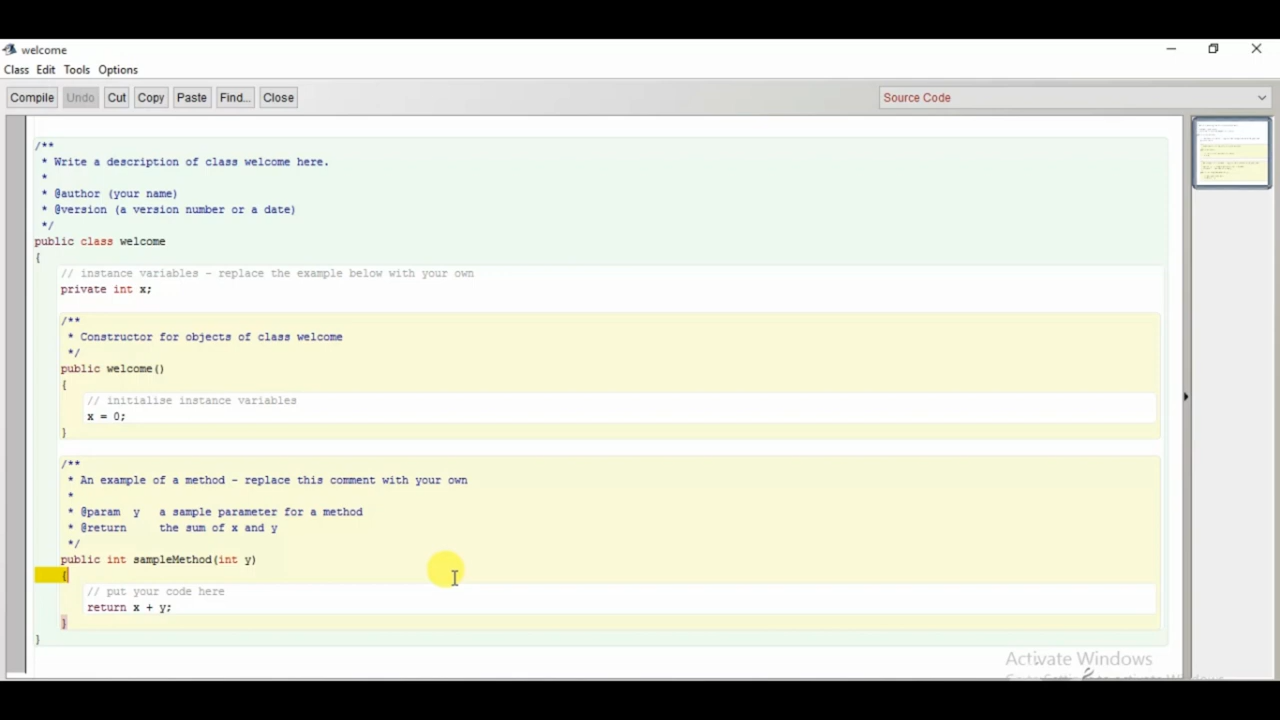 welcome
Class Edit Tools Options
Compile Undo Cut Copy Paste Find... Close Source Code
/**
 * Write a description of class welcome here.
 *
 * @author (your name)
 * @version (a version number or a date)
 */
public class welcome
{
    // instance variables - replace the example below with your own
    private int x;
    /**
     * Constructor for objects of class welcome
     */
    public welcome()
    {
        // initialise instance variables
        x = 0;
    }
    /**
     * An example of a method - replace this comment with your own
     *
     * @param  y   a sample parameter for a method
     * @return     the sum of x and y
     */
    public int sampleMethod(int y)
    {
        // put your code here
        return x + y;
    }
}
Activate Windows